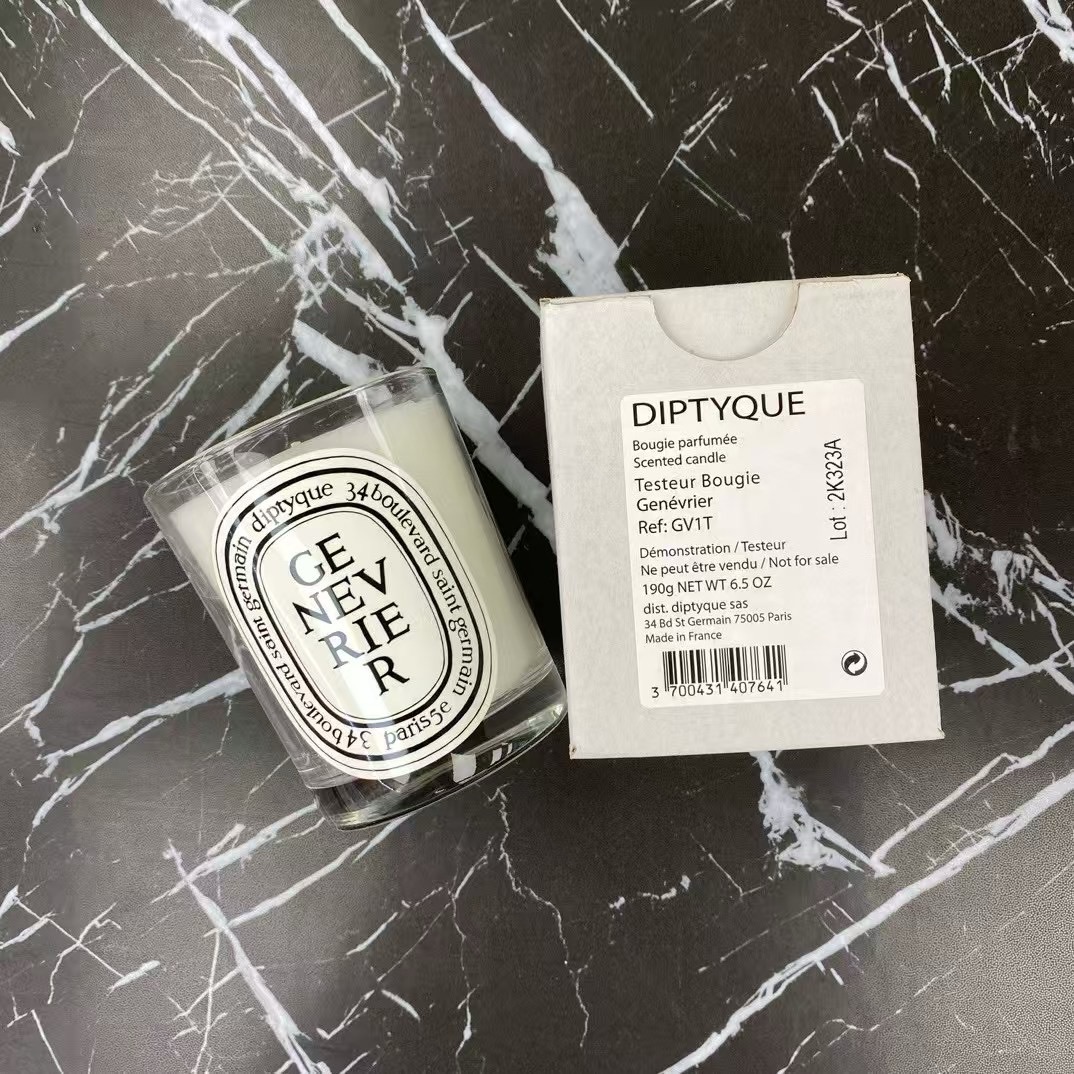 diptyque 34 boulevard saint germain paris5e
34 boulevard saint germain
GE
NEV
RIE
R
DIPTYQUE
Bougie parfumée
Scented candle
Testeur Bougie
Genévrier
Ref: GV1T
Démonstration / Testeur
Ne peut être vendu / Not for sale
190g NET WT 6.5 OZ
dist. diptyque sas
34 Bd St Germain 75005 Paris
Made in France
3 700431 407641
Lot : 2K323A